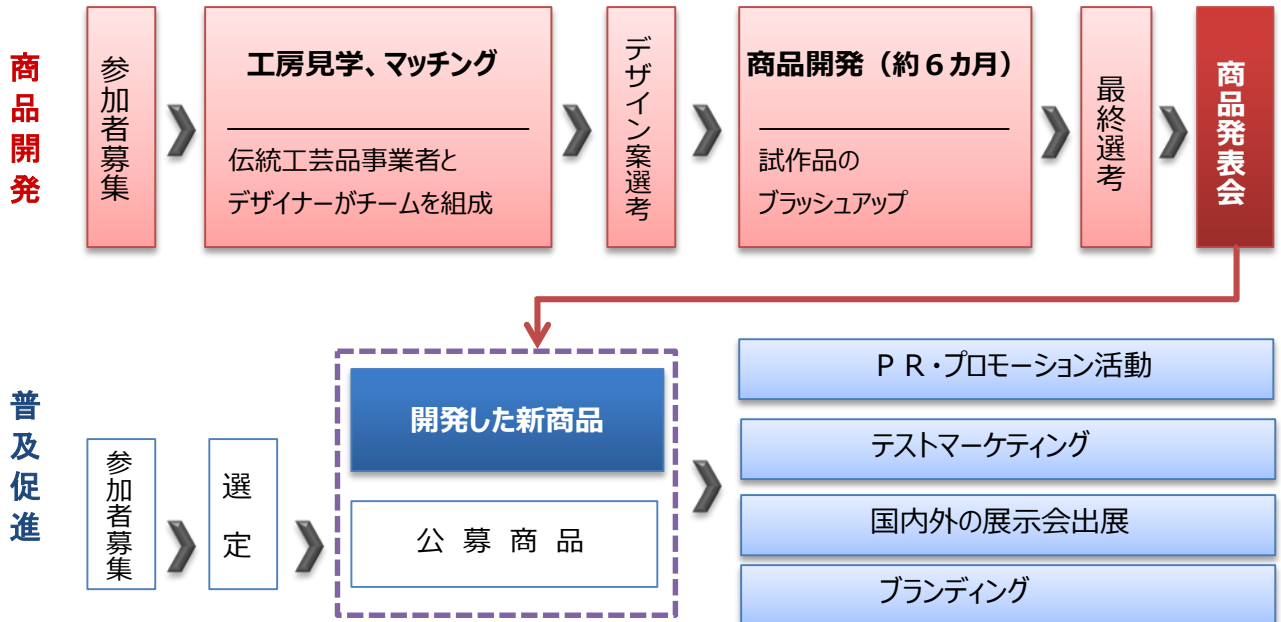 商品開発
参加者募集
工房見学、マッチング
伝統工芸品事業者と
デザイナーがチームを組成
デザイン案選考
商品開発（約６カ月）
試作品の
ブラッシュアップ
最終選考
商品発表会
普及促進
参加者募集
選定
開発した新商品
公募商品
ＰＲ・プロモーション活動
テストマーケティング
国内外の展示会出展
ブランディング